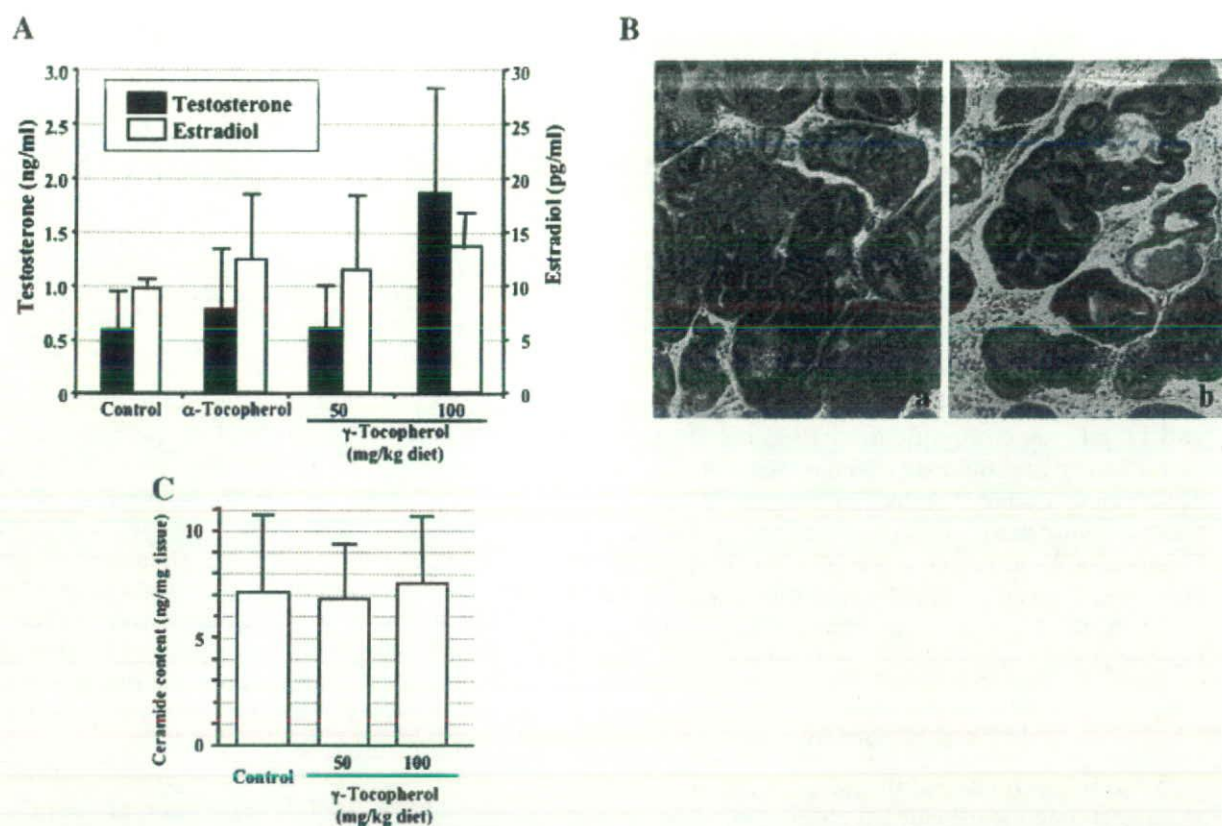 A
3.0
2.5
2.0
1.5
1.0
0.5
0
Testosterone (ng/ml)
Testosterone
Estradiol
30
25
20
15
10
5
0
Estradiol (pg/ml)
Control α-Tocopherol 50 100
γ-Tocopherol
(mg/kg diet)
B
a
b
C
Ceramide content (ng/mg tissue)
10
5
0
Control 50 100
γ-Tocopherol
(mg/kg diet)